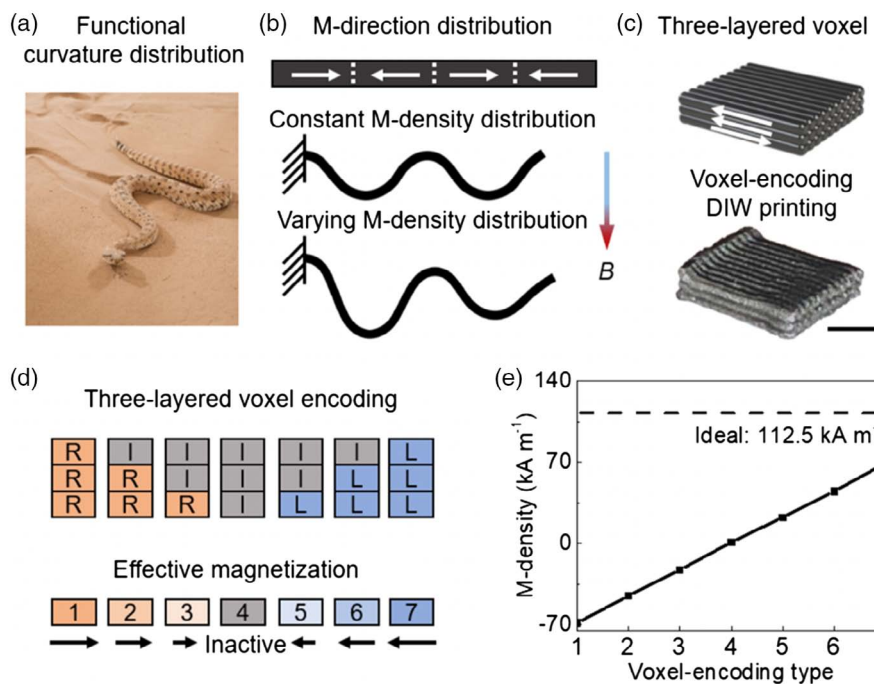 (a)
Functional
curvature distribution
(b)
M-direction distribution
Constant M-density distribution
Varying M-density distribution
B
(c)
Three-layered voxel
Voxel-encoding
DIW printing
(d)
Three-layered voxel encoding
R I I I I I L
R R I I I L L
R R R I L L L
Effective magnetization
1 2 3 4 5 6 7
Inactive
(e)
M-density (kA m⁻¹)
140
70
0
-70
Ideal: 112.5 kA m⁻
1 2 3 4 5 6
Voxel-encoding type